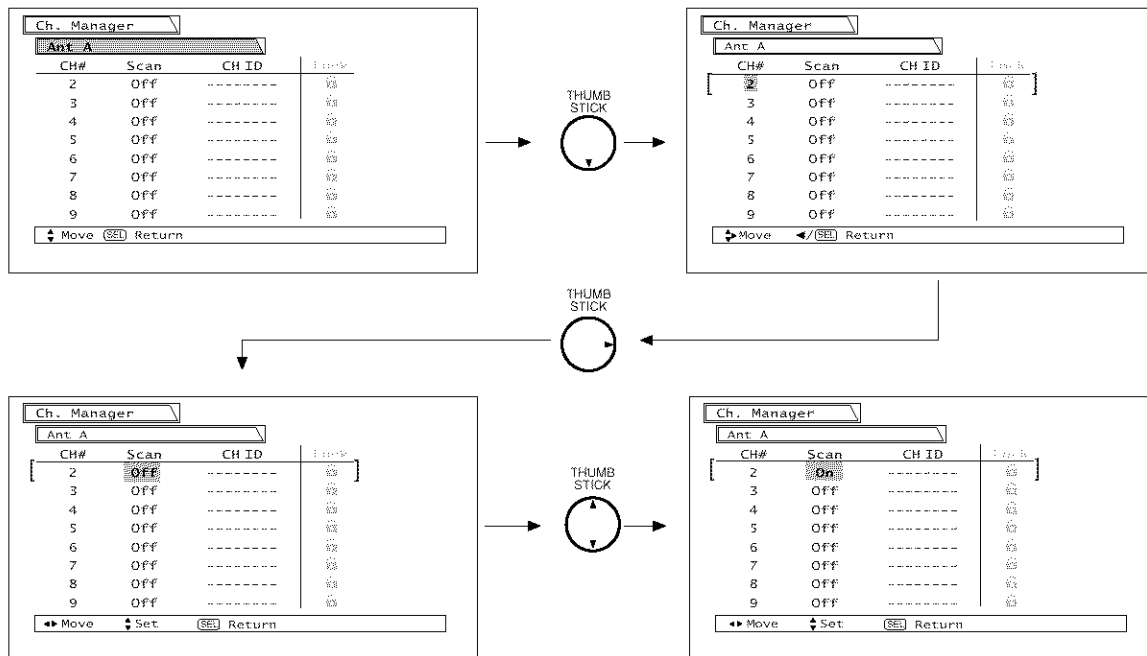 Ch. Manager
Ant A
CH# Scan CH ID Lock
2 Off --------
3 Off --------
4 Off --------
5 Off --------
6 Off --------
7 Off --------
8 Off --------
9 Off --------
Move SEL Return
THUMB
STICK
Ch. Manager
Ant A
CH# Scan CH ID Lock
2 Off --------
3 Off --------
4 Off --------
5 Off --------
6 Off --------
7 Off --------
8 Off --------
9 Off --------
Move /SEL Return
THUMB
STICK
Ch. Manager
Ant A
CH# Scan CH ID Lock
2 Off --------
3 Off --------
4 Off --------
5 Off --------
6 Off --------
7 Off --------
8 Off --------
9 Off --------
Move Set SEL Return
THUMB
STICK
Ch. Manager
Ant A
CH# Scan CH ID Lock
2 On --------
3 Off --------
4 Off --------
5 Off --------
6 Off --------
7 Off --------
8 Off --------
9 Off --------
Move Set SEL Return